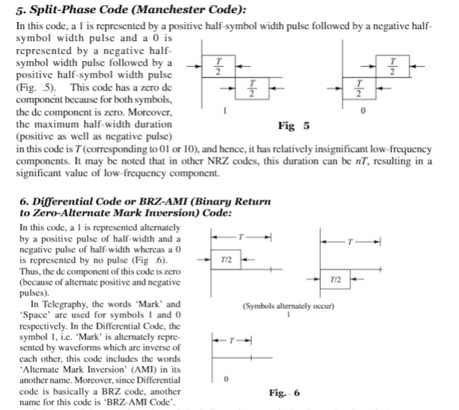 5. Split-Phase Code (Manchester Code):
In this code, a 1 is represented by a positive half-symbol width pulse followed by a negative half-
symbol width pulse and a 0 is
represented by a negative half-
symbol width pulse followed by a
positive half-symbol width pulse
(Fig. .5). This code has a zero dc
component because for both symbols,
the dc component is zero. Moreover,
the maximum half-width duration
(positive as well as negative pulse)
T
2
T
2
1
T
2
T
2
0
Fig 5
in this code is T (corresponding to 01 or 10), and hence, it has relatively insignificant low-frequency
components. It may be noted that in other NRZ codes, this duration can be nT, resulting in a
significant value of low-frequency component.
6. Differential Code or BRZ-AMI (Binary Return
to Zero-Alternate Mark Inversion) Code:
In this code, a 1 is represented alternately
by a positive pulse of half-width and a
negative pulse of half-width whereas a 0
is represented by no pulse (Fig .6).
Thus, the dc component of this code is zero
(because of alternate positive and negative
pulses).
In Telegraphy, the words 'Mark' and
'Space' are used for symbols 1 and 0
respectively. In the Differential Code, the
symbol 1, i.e. 'Mark' is alternately repre-
sented by waveforms which are inverse of
each other, this code includes the words
'Alternate Mark Inversion' (AMI) in its
another name. Moreover, since Differential
code is basically a BRZ code, another
name for this code is 'BRZ-AMI Code'.
T
T/2
T
T/2
(Symbols alternately occur)
1
T
0
Fig. . 6